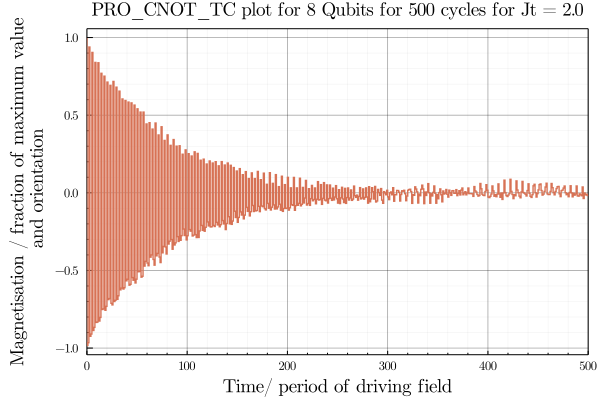 PRO_CNOT_TC plot for 8 Qubits for 500 cycles for Jt = 2.0
Magnetisation / fraction of maximum value
and orientation
1.0
0.5
0.0
−0.5
−1.0
0 100 200 300 400 500
Time/ period of driving field